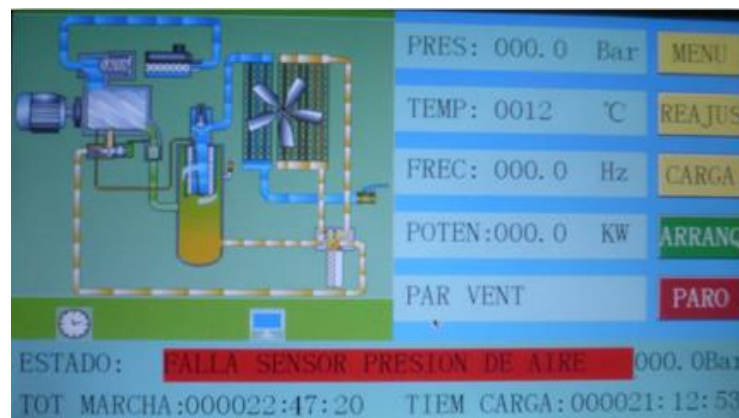 PRES: 000.0 Bar MENU
TEMP: 0012 ℃ REAJUS
FREC: 000.0 Hz CARGA
POTEN:000.0 KW ARRANQ
PAR VENT PARO
ESTADO: FALLA SENSOR PRESION DE AIRE 000.0Bar
TOT MARCHA:000022:47:20 TIEM CARGA:000021:12:53